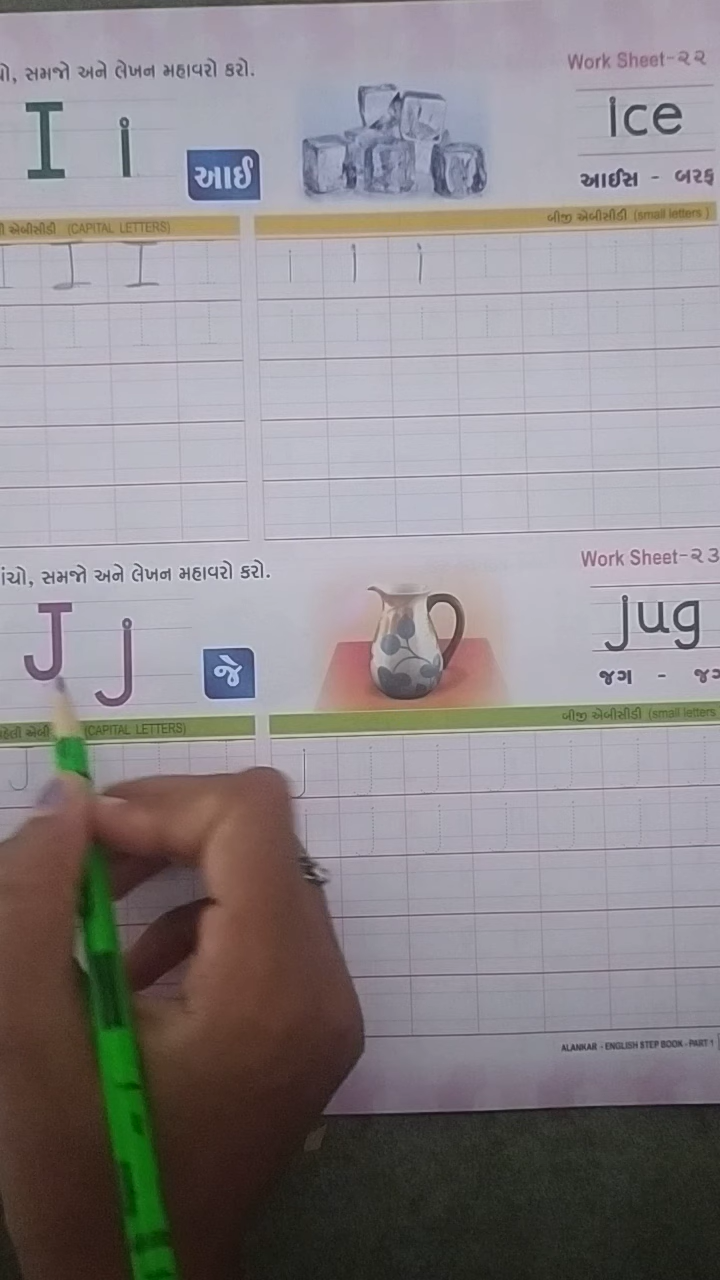 સમજો અને લેખન મહાવરો કરો.
Work Sheet-૨૨
I i
આઈ
ice
આઈસ - બરફ
એબીસીડી (CAPITAL LETTERS)
બીજી એબીસીડી (small letters)
I I I I
i i i i i i i
I I I I
i i i i i i i
સમજો અને લેખન મહાવરો કરો.
Work Sheet-૨૩
J j
જે
jug
જગ -
પહેલી (CAPITAL LETTERS)
બીજી એબીસીડી (small letters
J
j j j j j j j
j j j j j j j
ALANKAR - ENGLISH STEP BOOK - PART 1